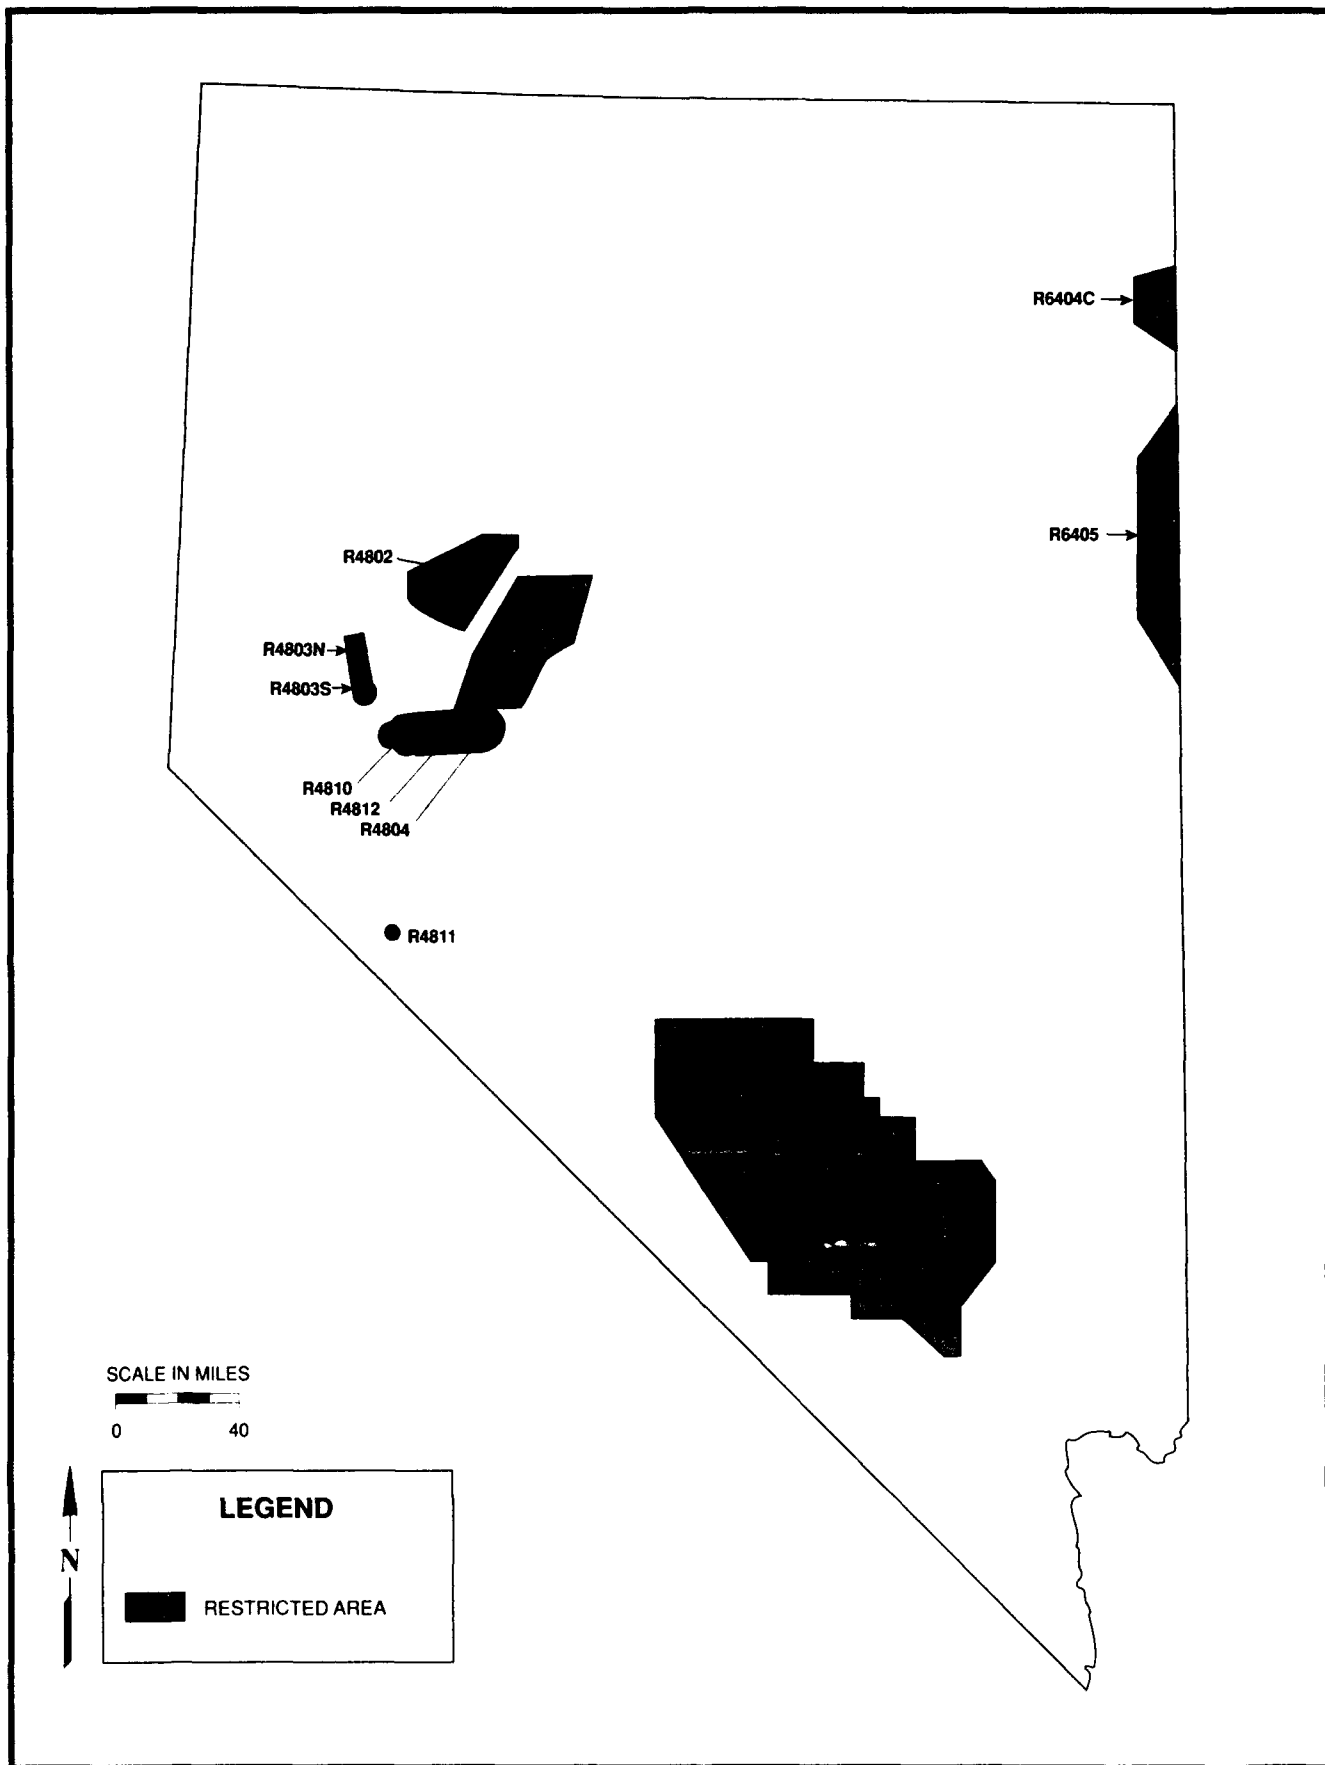 R6404C
R6405
R4802
R4803N
R4803S
R4810
R4812
R4804
R4811
SCALE IN MILES
0 40
N
LEGEND
RESTRICTED AREA